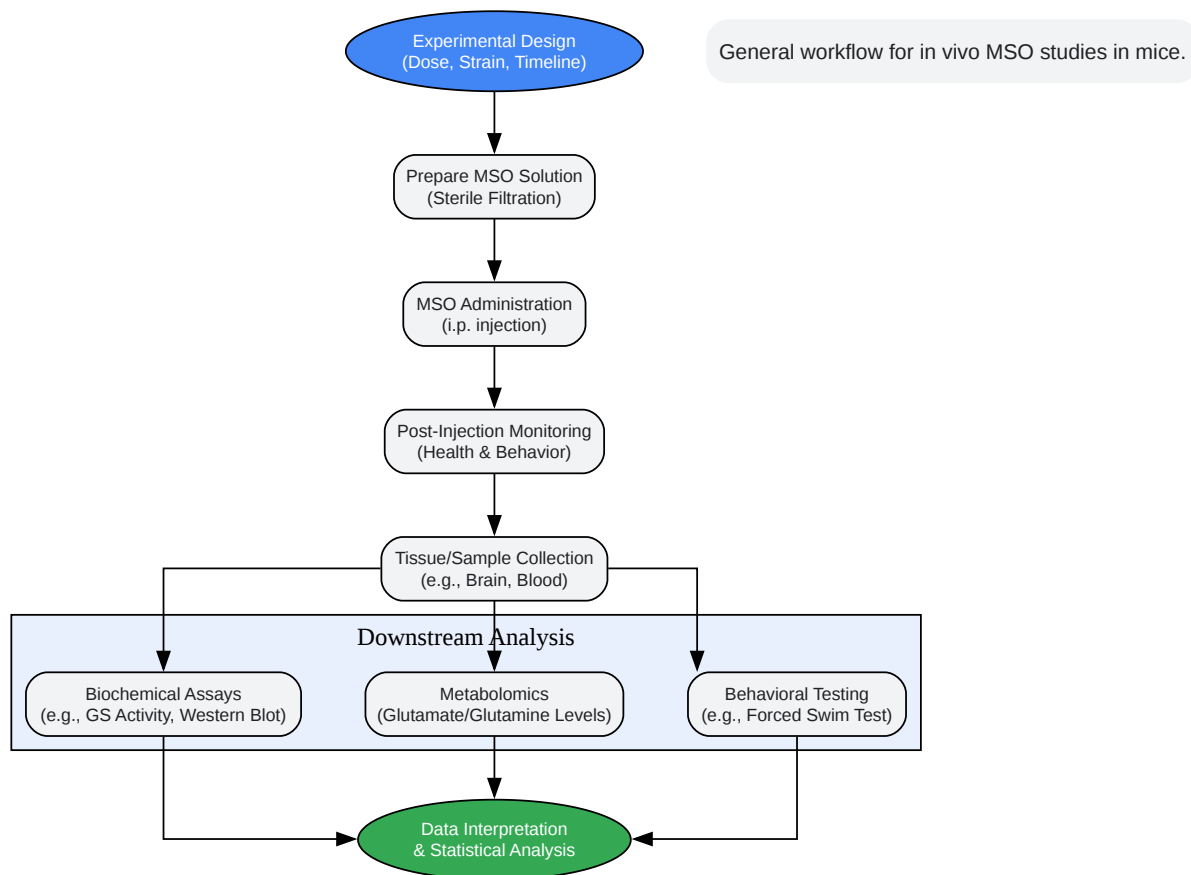 Experimental Design
(Dose, Strain, Timeline)
General workflow for in vivo MSO studies in mice.
Prepare MSO Solution
(Sterile Filtration)
MSO Administration
(i.p. injection)
Post-Injection Monitoring
(Health & Behavior)
Tissue/Sample Collection
(e.g., Brain, Blood)
Downstream Analysis
Biochemical Assays
(e.g., GS Activity, Western Blot)
Metabolomics
(Glutamate/Glutamine Levels)
Behavioral Testing
(e.g., Forced Swim Test)
Data Interpretation
& Statistical Analysis